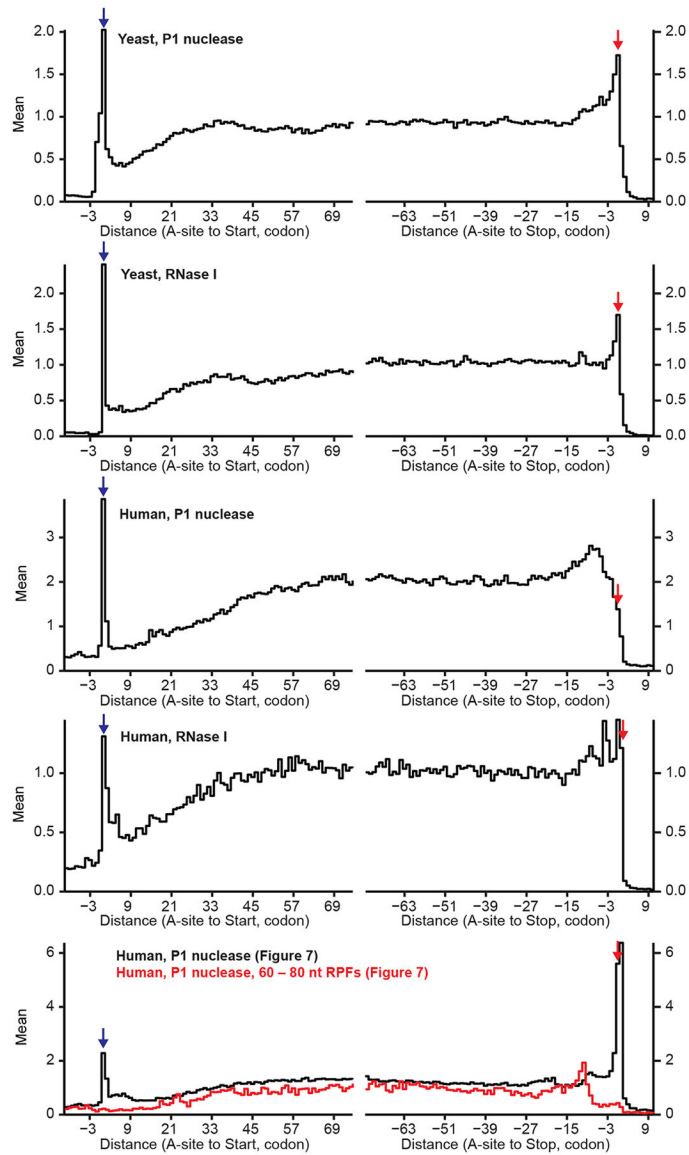 Yeast, P1 nuclease
2.0 2.0
1.5 1.5
1.0 1.0
0.5 0.5
0.0 0.0
Mean
−3 9 21 33 45 57 69 −63 −51 −39 −27 −15 −3 9
Distance (A-site to Start, codon) Distance (A-site to Stop, codon)
Yeast, RNase I
2.0 2.0
1.5 1.5
1.0 1.0
0.5 0.5
0.0 0.0
Mean
−3 9 21 33 45 57 69 −63 −51 −39 −27 −15 −3 9
Distance (A-site to Start, codon) Distance (A-site to Stop, codon)
Human, P1 nuclease
3 3
2 2
1 1
0 0
Mean
−3 9 21 33 45 57 69 −63 −51 −39 −27 −15 −3 9
Distance (A-site to Start, codon) Distance (A-site to Stop, codon)
Human, RNase I
1.0 1.0
0.5 0.5
0.0 0.0
Mean
−3 9 21 33 45 57 69 −63 −51 −39 −27 −15 −3 9
Distance (A-site to Start, codon) Distance (A-site to Stop, codon)
Human, P1 nuclease (Figure 7)
Human, P1 nuclease, 60 – 80 nt RPFs (Figure 7)
6 6
4 4
2 2
0 0
Mean
−3 9 21 33 45 57 69 −63 −51 −39 −27 −15 −3 9
Distance (A-site to Start, codon) Distance (A-site to Stop, codon)